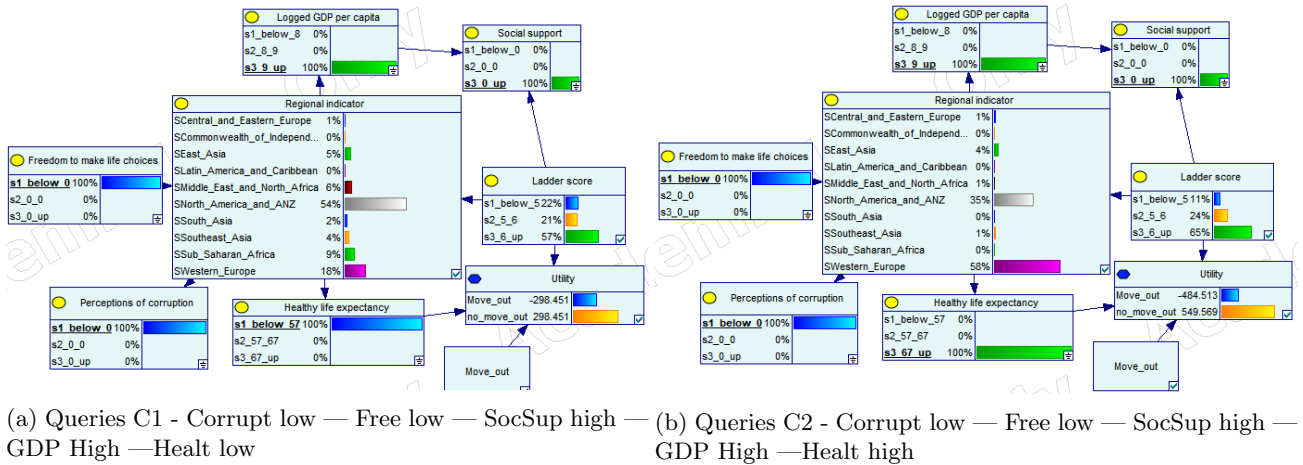 Logged GDP per capita
s1_below_8 0%
s2_8_9 0%
s3_9_up 100%
Social support
s1_below_0 0%
s2_0_0 0%
s3_0_up 100%
Regional indicator
SCentral_and_Eastern_Europe 1%
SCommonwealth_of_Independ... 0%
SEast_Asia 5%
SLatin_America_and_Caribbean 0%
SMiddle_East_and_North_Africa 6%
SNorth_America_and_ANZ 54%
SSouth_Asia 2%
SSoutheast_Asia 4%
SSub_Saharan_Africa 9%
SWestern_Europe 18%
Freedom to make life choices
s1_below_0 100%
s2_0_0 0%
s3_0_up 0%
Ladder score
s1_below_5 22%
s2_5_6 21%
s3_6_up 57%
Perceptions of corruption
s1_below_0 100%
s2_0_0 0%
s3_0_up 0%
Healthy life expectancy
s1_below_57 100%
s2_57_67 0%
s3_67_up 0%
Utility
Move_out -298.451
no_move_out 298.451
Move_out
(a) Queries C1 - Corrupt low — Free low — SocSup high —
GDP High —Healt low
Logged GDP per capita
s1_below_8 0%
s2_8_9 0%
s3_9_up 100%
Social support
s1_below_0 0%
s2_0_0 0%
s3_0_up 100%
Regional indicator
SCentral_and_Eastern_Europe 1%
SCommonwealth_of_Independ... 0%
SEast_Asia 4%
SLatin_America_and_Caribbean 0%
SMiddle_East_and_North_Africa 1%
SNorth_America_and_ANZ 35%
SSouth_Asia 0%
SSoutheast_Asia 1%
SSub_Saharan_Africa 0%
SWestern_Europe 58%
Freedom to make life choices
s1_below_0 100%
s2_0_0 0%
s3_0_up 0%
Ladder score
s1_below_5 11%
s2_5_6 24%
s3_6_up 65%
Perceptions of corruption
s1_below_0 100%
s2_0_0 0%
s3_0_up 0%
Healthy life expectancy
s1_below_57 0%
s2_57_67 0%
s3_67_up 100%
Utility
Move_out -484.513
no_move_out 549.569
Move_out
(b) Queries C2 - Corrupt low — Free low — SocSup high —
GDP High —Healt high